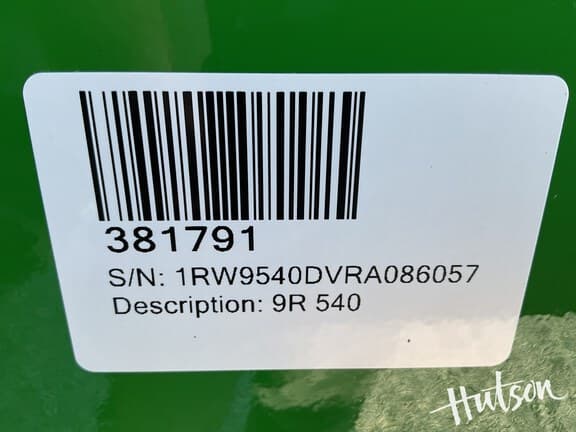 381791
S/N: 1RW9540DVRA086057
Description: 9R 540
Hutson